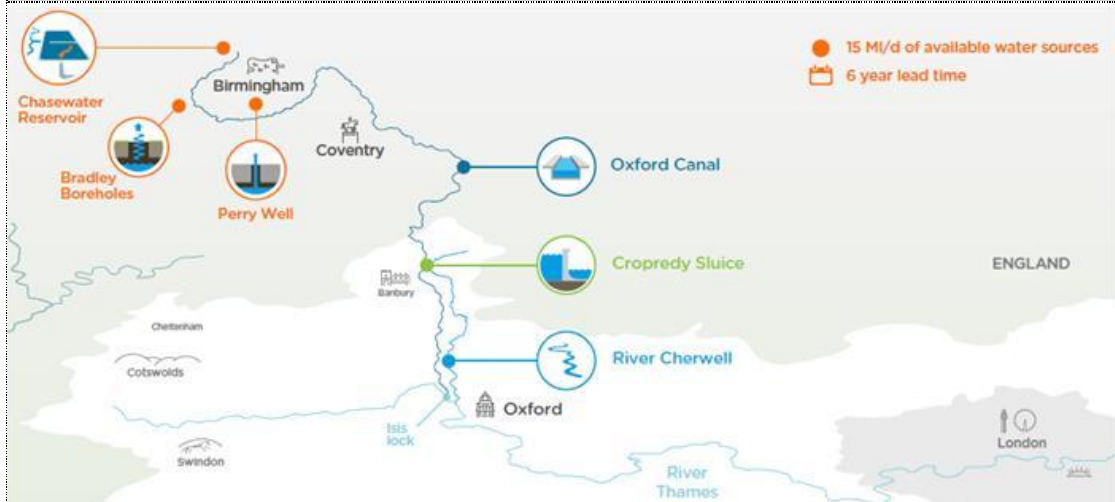 15 Ml/d of available water sources
6 year lead time
Chasewater
Reservoir
Birmingham
Bradley
Boreholes
Perry Well
Coventry
Oxford Canal
Cropredy Sluice
ENGLAND
Banbury
Cheltenham
Cotswolds
River Cherwell
Oxford
Isis
lock
Swindon
River
Thames
London